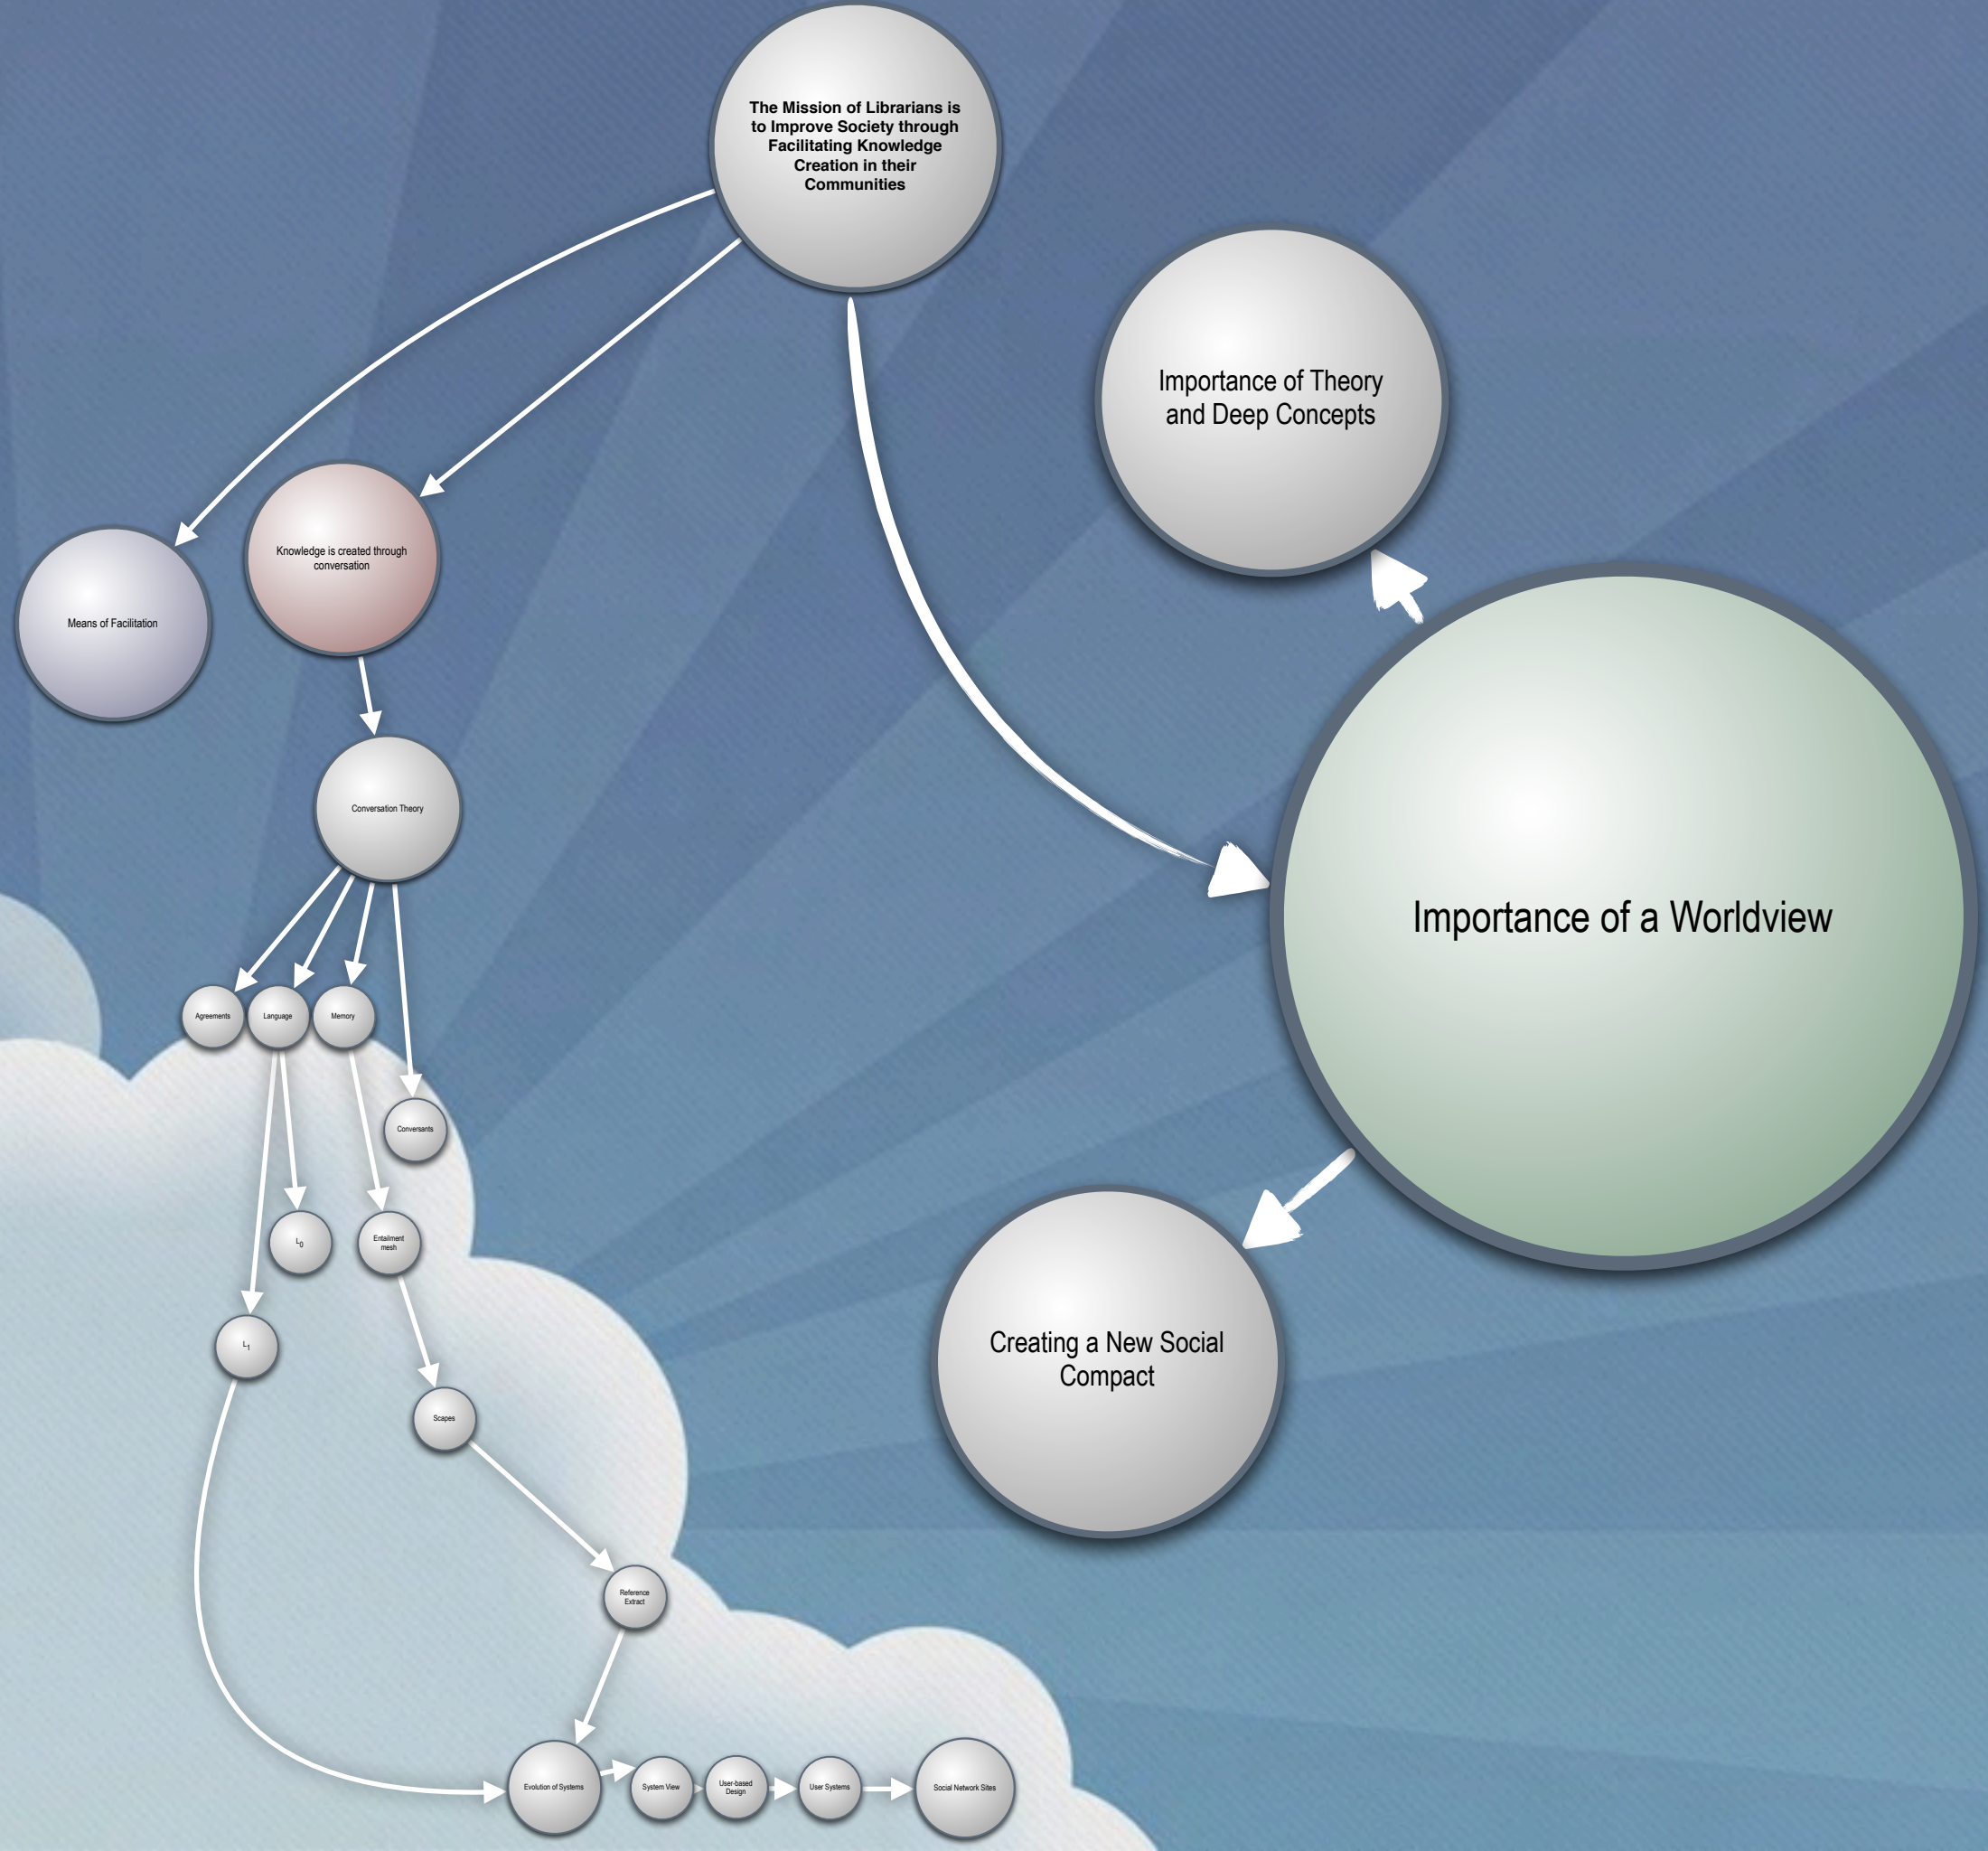 The Mission of Librarians is
to Improve Society through
Facilitating Knowledge
Creation in their
Communities
Importance of Theory
and Deep Concepts
Knowledge is created through
conversation
Means of Facilitation
Conversation Theory
Importance of a Worldview
Agreements
Language
Memory
Conversants
L0
Entailment
mesh
L1
Creating a New Social
Compact
Scapes
Reference
Extract
Evolution of Systems
System View
User-based
Design
User Systems
Social Network Sites